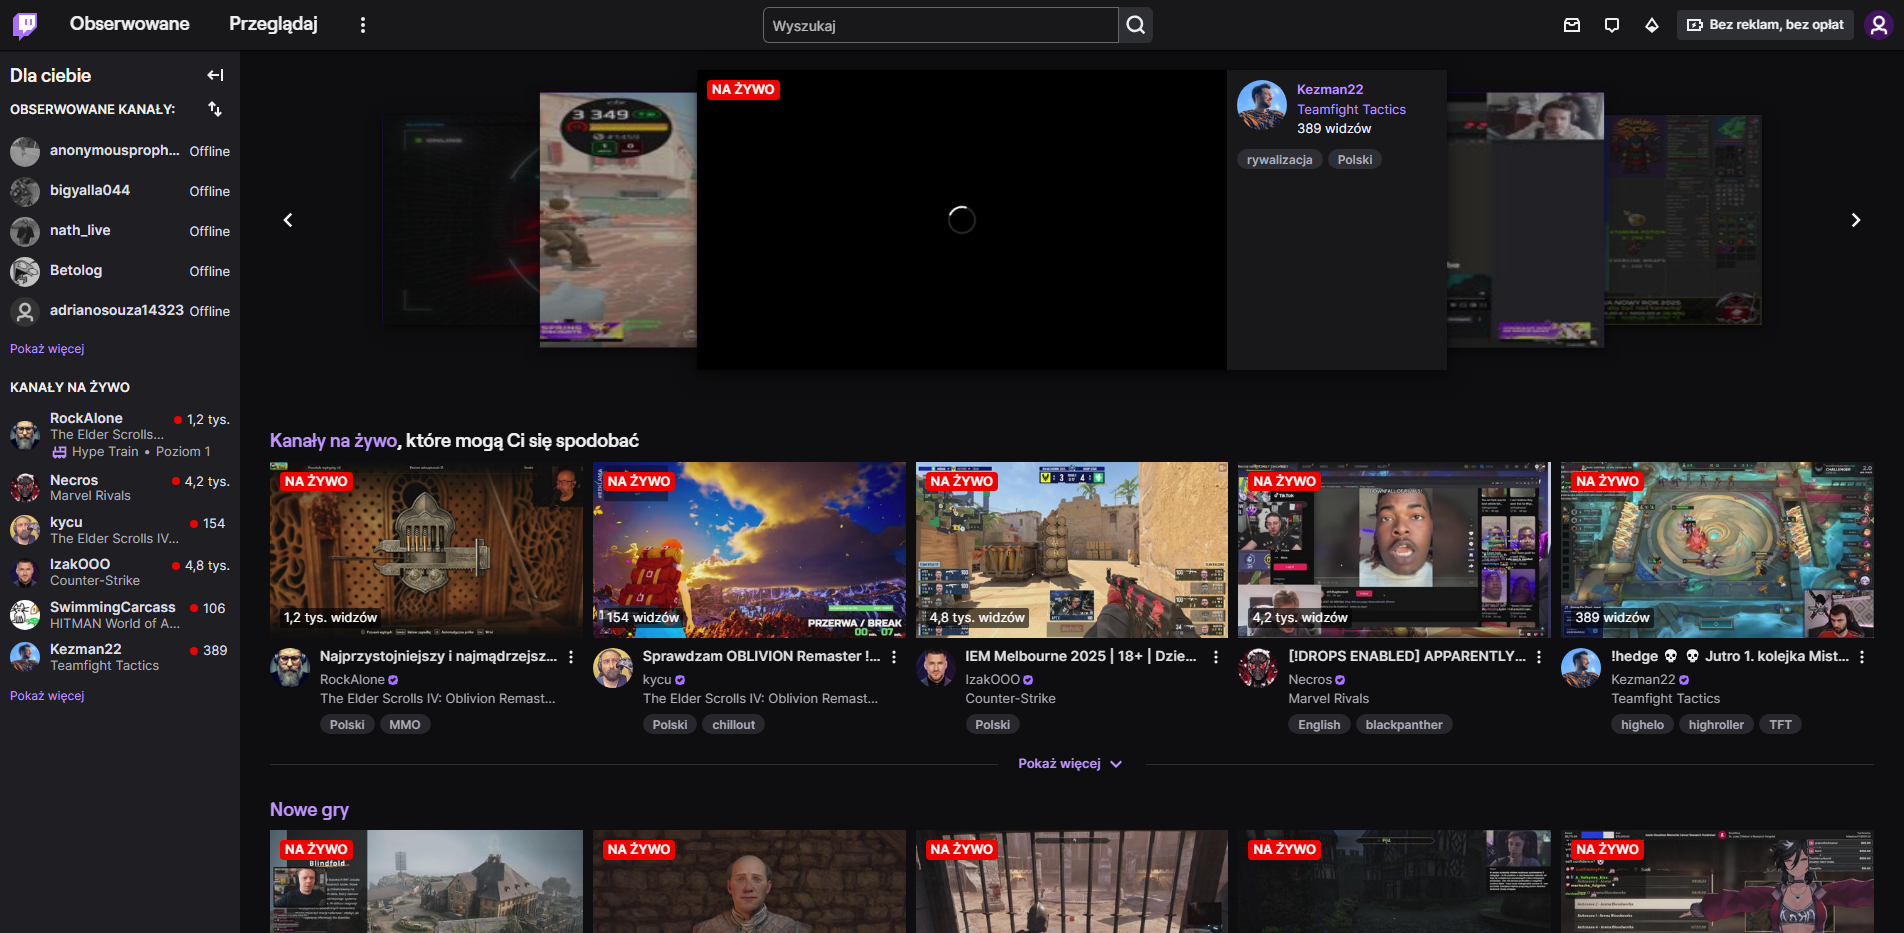 Obserwowane
Przeglądaj
Wyszukaj
Bez reklam, bez opłat
Dla ciebie
OBSERWOWANE KANAŁY:
anonymousproph... Offline
bigyalla044 Offline
nath_live Offline
Betolog Offline
adrianosouza14323 Offline
Pokaż więcej
KANAŁY NA ŻYWO
RockAlone 1,2 tys.
The Elder Scrolls...
Hype Train • Poziom 1
Necros 4,2 tys.
Marvel Rivals
kycu 154
The Elder Scrolls IV...
IzakOOO 4,8 tys.
Counter-Strike
SwimmingCarcass 106
HITMAN World of A...
Kezman22 389
Teamfight Tactics
Pokaż więcej
3 349
NA ŻYWO
Kezman22
Teamfight Tactics
389 widzów
rywalizacja Polski
Kanały na żywo, które mogą Ci się spodobać
NA ŻYWO
1,2 tys. widzów
Najprzystojniejszy i najmądrzejsz...
RockAlone
The Elder Scrolls IV: Oblivion Remast...
Polski MMO
NA ŻYWO
PRZERWA / BREAK
00 07
154 widzów
Sprawdzam OBLIVION Remaster !...
kycu
The Elder Scrolls IV: Oblivion Remast...
Polski chillout
NA ŻYWO
3 4
4,8 tys. widzów
IEM Melbourne 2025 | 18+ | Dzie...
IzakOOO
Counter-Strike
Polski
NA ŻYWO
TikTok
4,2 tys. widzów
[!DROPS ENABLED] APPARENTLY...
Necros
Marvel Rivals
English blackpanther
NA ŻYWO
389 widzów
!hedge 💀 💀 Jutro 1. kolejka Mist...
Kezman22
Teamfight Tactics
highelo highroller TFT
Pokaż więcej
Nowe gry
NA ŻYWO
Blindfold
NA ŻYWO
NA ŻYWO
NA ŻYWO
NA ŻYWO